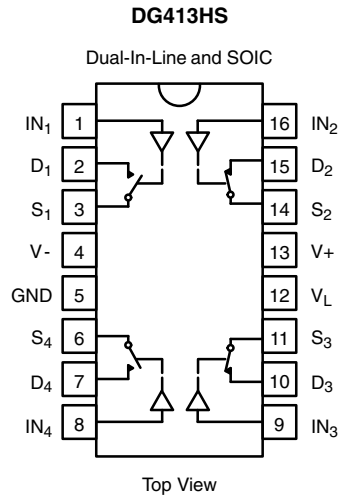 DG413HS
Dual-In-Line and SOIC
IN1 1 16 IN2
D1 2 15 D2
S1 3 14 S2
V- 4 13 V+
GND 5 12 VL
S4 6 11 S3
D4 7 10 D3
IN4 8 9 IN3
Top View